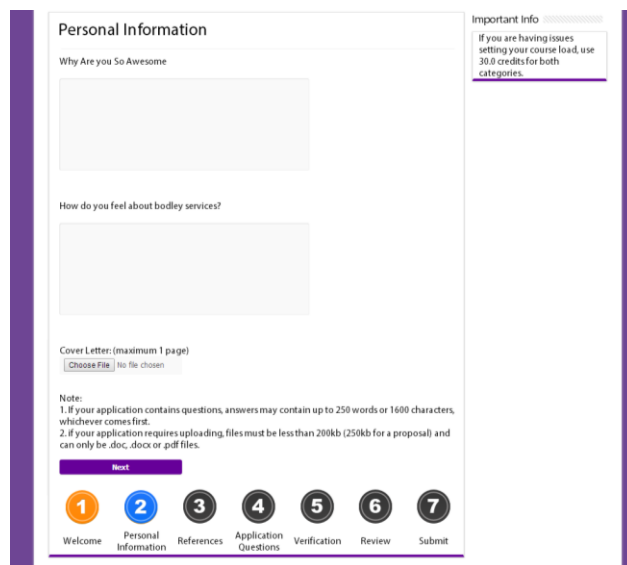 Personal Information
Why Are you So Awesome
How do you feel about bodley services?
Cover Letter: (maximum 1 page)
Choose File No file chosen
Note:
1. If your application contains questions, answers may contain up to 250 words or 1600 characters,
whichever comes first.
2. if your application requires uploading, files must be less than 200kb (250kb for a proposal) and
can only be .doc, .docx or .pdf files.
Next
1 2 3 4 5 6 7
Welcome Personal Information References Application Questions Verification Review Submit
Important Info
If you are having issues
setting your course load, use
30.0 credits for both
categories.